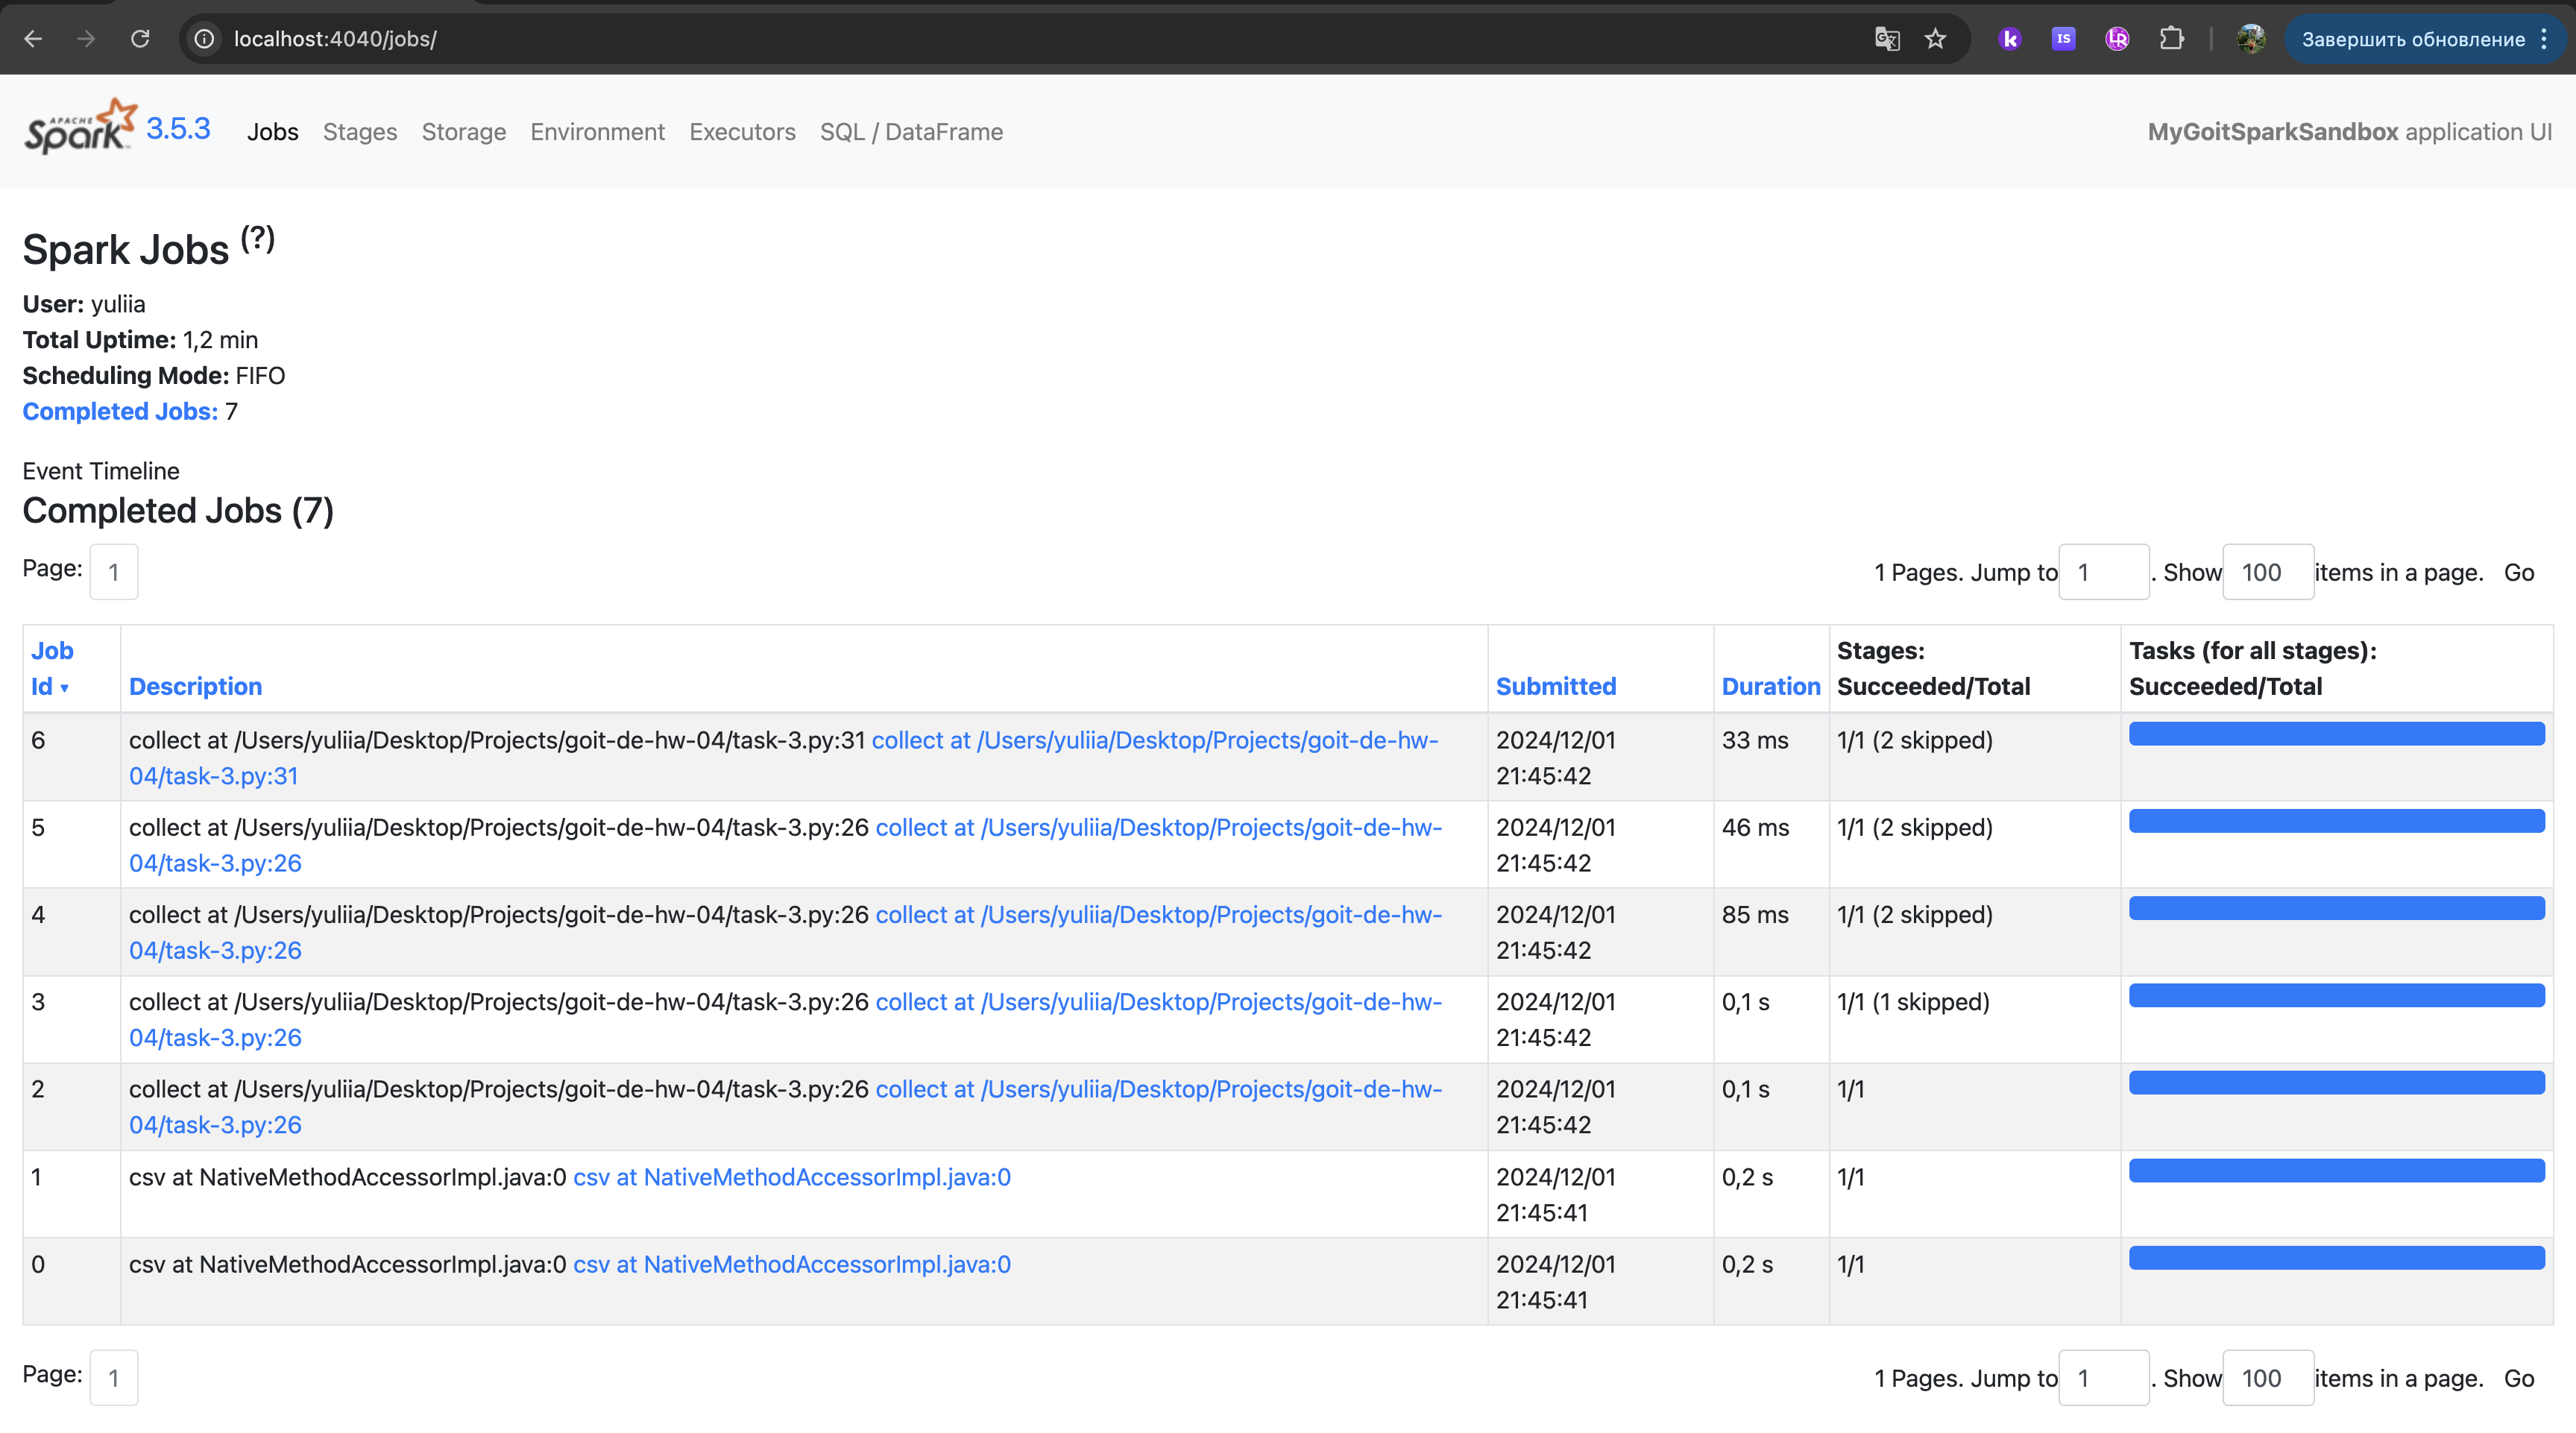 localhost:4040/jobs/
IS
LR
Завершить обновление
APACHE
Spark 3.5.3
Jobs Stages Storage Environment Executors SQL / DataFrame
MyGoitSparkSandbox application UI
Spark Jobs (?)
User: yuliia
Total Uptime: 1,2 min
Scheduling Mode: FIFO
Completed Jobs: 7
Event Timeline
Completed Jobs (7)
Page: 1
1 Pages. Jump to 1 . Show 100 items in a page. Go
Job
Id ▾ Description Submitted Duration Stages: Succeeded/Total Tasks (for all stages): Succeeded/Total
6 collect at /Users/yuliia/Desktop/Projects/goit-de-hw-04/task-3.py:31 collect at /Users/yuliia/Desktop/Projects/goit-de-hw- 2024/12/01 33 ms 1/1 (2 skipped)
04/task-3.py:31 21:45:42
5 collect at /Users/yuliia/Desktop/Projects/goit-de-hw-04/task-3.py:26 collect at /Users/yuliia/Desktop/Projects/goit-de-hw- 2024/12/01 46 ms 1/1 (2 skipped)
04/task-3.py:26 21:45:42
4 collect at /Users/yuliia/Desktop/Projects/goit-de-hw-04/task-3.py:26 collect at /Users/yuliia/Desktop/Projects/goit-de-hw- 2024/12/01 85 ms 1/1 (2 skipped)
04/task-3.py:26 21:45:42
3 collect at /Users/yuliia/Desktop/Projects/goit-de-hw-04/task-3.py:26 collect at /Users/yuliia/Desktop/Projects/goit-de-hw- 2024/12/01 0,1 s 1/1 (1 skipped)
04/task-3.py:26 21:45:42
2 collect at /Users/yuliia/Desktop/Projects/goit-de-hw-04/task-3.py:26 collect at /Users/yuliia/Desktop/Projects/goit-de-hw- 2024/12/01 0,1 s 1/1
04/task-3.py:26 21:45:42
1 csv at NativeMethodAccessorImpl.java:0 csv at NativeMethodAccessorImpl.java:0 2024/12/01 0,2 s 1/1
21:45:41
0 csv at NativeMethodAccessorImpl.java:0 csv at NativeMethodAccessorImpl.java:0 2024/12/01 0,2 s 1/1
21:45:41
Page: 1
1 Pages. Jump to 1 . Show 100 items in a page. Go